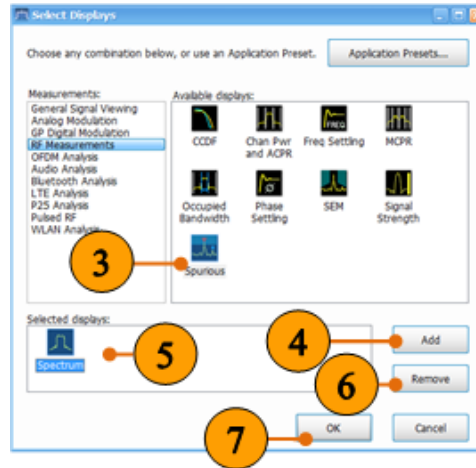 Select Displays
Choose any combination below, or use an Application Preset.
Application Presets...
Measurements:
General Signal Viewing
Analog Modulation
GP Digital Modulation
RF Measurements
OFDM Analysis
Audio Analysis
Bluetooth Analysis
LTE Analysis
P25 Analysis
Pulsed RF
WLAN Analysis
Available displays:
CCDF
Chan Pwr
and ACPR
FREQ
Freq Settling
MCPR
Occupied
Bandwidth
Ø
Phase
Settling
SEM
Signal
Strength
3
Spurious
Selected displays:
Spectrum
5
4
Add
6
Remove
7
OK
Cancel